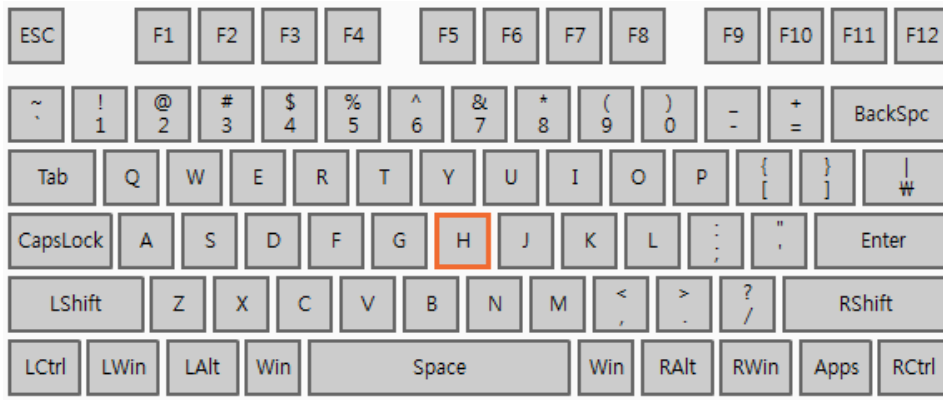 ESC F1 F2 F3 F4 F5 F6 F7 F8 F9 F10 F11 F12
~ ! @ # $ % ^ & * ( ) _ +
` 1 2 3 4 5 6 7 8 9 0 - = BackSpc
Tab Q W E R T Y U I O P { } |
[ ] ₩
CapsLock A S D F G H J K L : " Enter
; '
LShift Z X C V B N M < > ? RShift
, . /
LCtrl LWin LAlt Win Space Win RAlt RWin Apps RCtrl